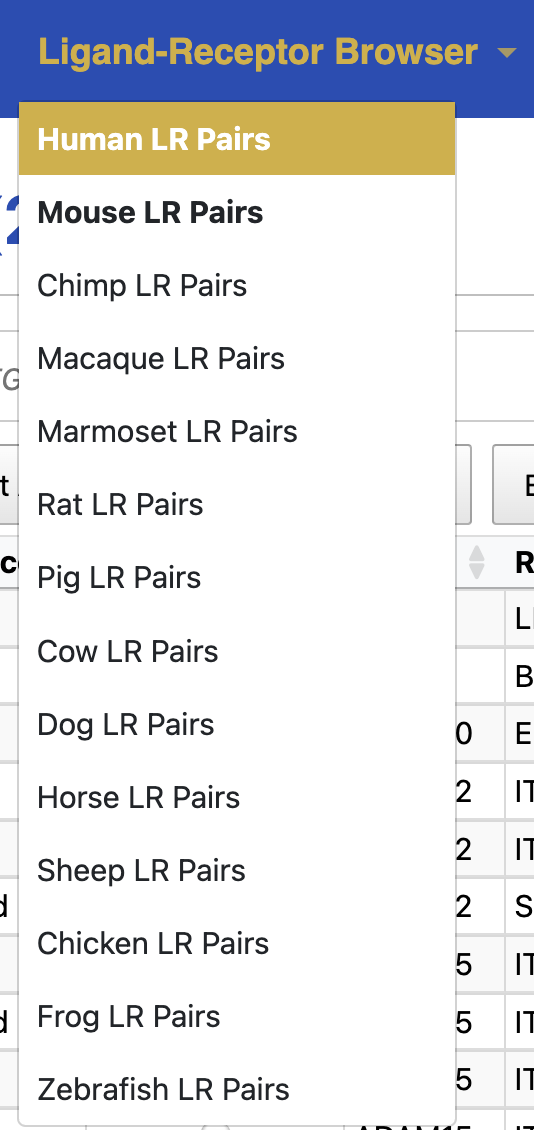 Ligand-Receptor Browser
Human LR Pairs
Mouse LR Pairs
Chimp LR Pairs
Macaque LR Pairs
Marmoset LR Pairs
Rat LR Pairs
Pig LR Pairs
Cow LR Pairs
Dog LR Pairs
Horse LR Pairs
Sheep LR Pairs
Chicken LR Pairs
Frog LR Pairs
Zebrafish LR Pairs